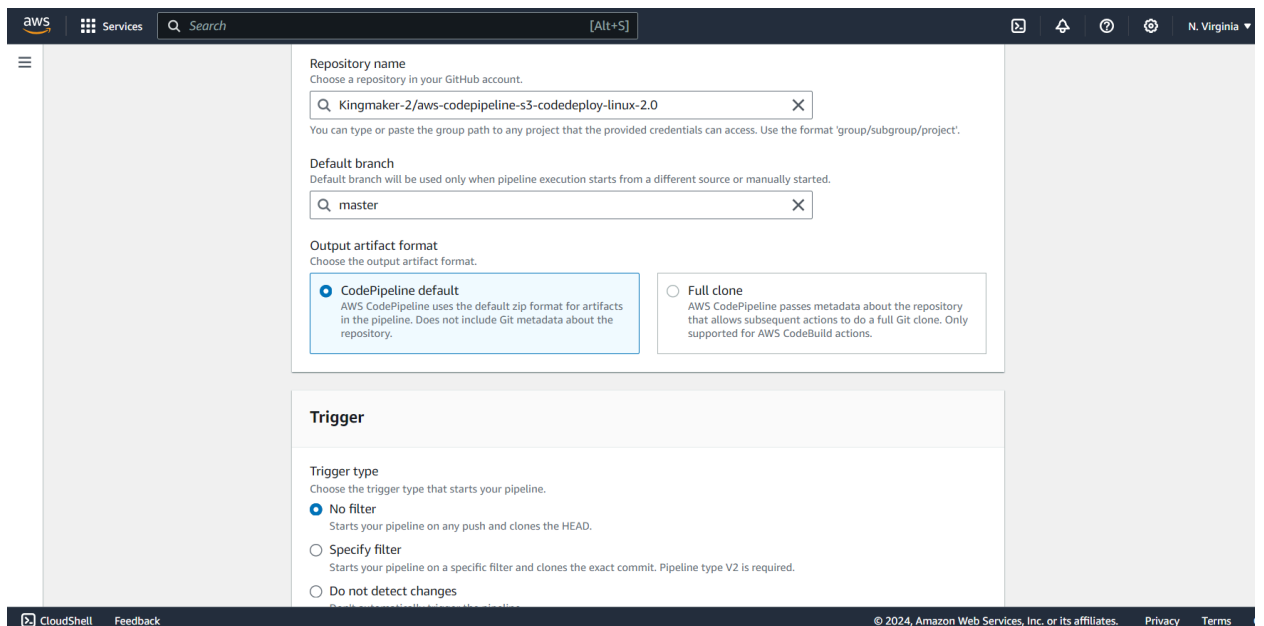 aws
Services
Search
[Alt+S]
N. Virginia
Repository name
Choose a repository in your GitHub account.
Kingmaker-2/aws-codepipeline-s3-codedeploy-linux-2.0
You can type or paste the group path to any project that the provided credentials can access. Use the format 'group/subgroup/project'.
Default branch
Default branch will be used only when pipeline execution starts from a different source or manually started.
master
Output artifact format
Choose the output artifact format.
CodePipeline default
AWS CodePipeline uses the default zip format for artifacts
in the pipeline. Does not include Git metadata about the
repository.
Full clone
AWS CodePipeline passes metadata about the repository
that allows subsequent actions to do a full Git clone. Only
supported for AWS CodeBuild actions.
Trigger
Trigger type
Choose the trigger type that starts your pipeline.
No filter
Starts your pipeline on any push and clones the HEAD.
Specify filter
Starts your pipeline on a specific filter and clones the exact commit. Pipeline type V2 is required.
Do not detect changes
Don't automatically trigger the pipeline.
CloudShell
Feedback
© 2024, Amazon Web Services, Inc. or its affiliates.
Privacy
Terms